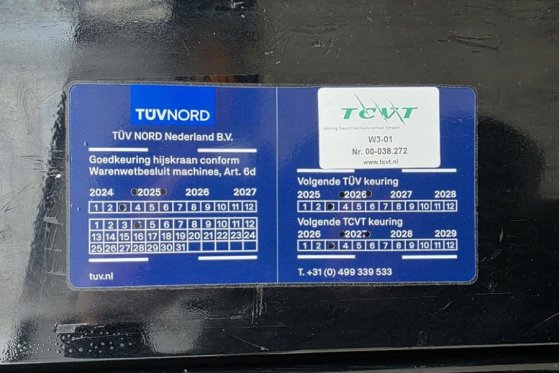 TÜVNORD
TÜV NORD Nederland B.V.
Goedkeuring hijskraan conform
Warenwetbesluit machines, Art. 6d
2024 2025 2026 2027
1 2 4 5 6 7 8 9 10 11 12
1 2 3 5 6 7 8 9 10 11 12
13 14 15 16 17 18 19 20 21 22 23 24
25 26 27 28 29 30 31
tuv.nl
TCVT
Stichting Toezicht Certificatie Verticaal Transport
W3-01
Nr. 00-038.272
www.tcvt.nl
Volgende TÜV keuring
2025 2026 2027 2028
1 2 4 5 6 7 8 9 10 11 12
Volgende TCVT keuring
2026 2027 2028 2029
1 2 4 5 6 7 8 9 10 11 12
T. +31 (0) 499 339 533